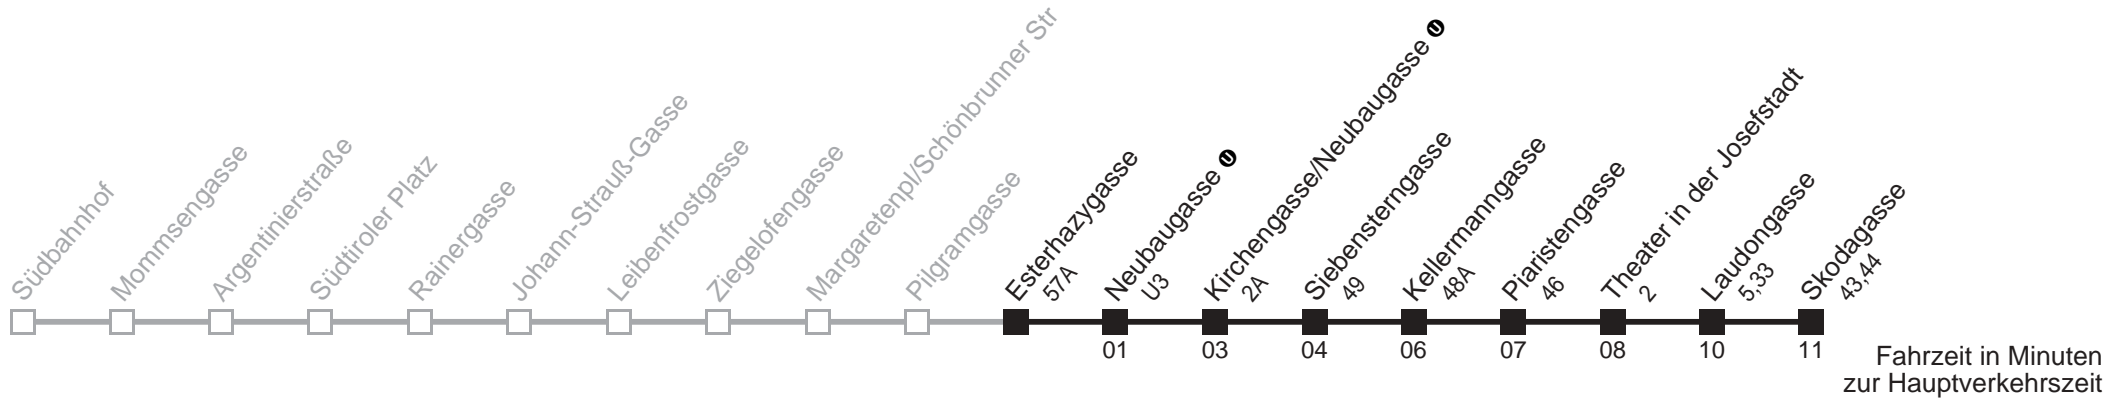 Südbahnhof
Mommsengasse
Argentinierstraße
Südtiroler Platz
Rainergasse
Johann-Strauß-Gasse
Leibenfrostgasse
Ziegelofengasse
Margaretenpl/Schönbrunner Str
Pilgramgasse
Esterhazygasse
57A
Neubaugasse U
U3
Kirchengasse/Neubaugasse U
2A
Siebensterngasse
49
Kellermanngasse
48A
Piaristengasse
46
Theater in der Josefstadt
2
Laudongasse
5,33
Skodagasse
43,44
01 03 04 06 07 08 10 11
Fahrzeit in Minuten
zur Hauptverkehrszeit